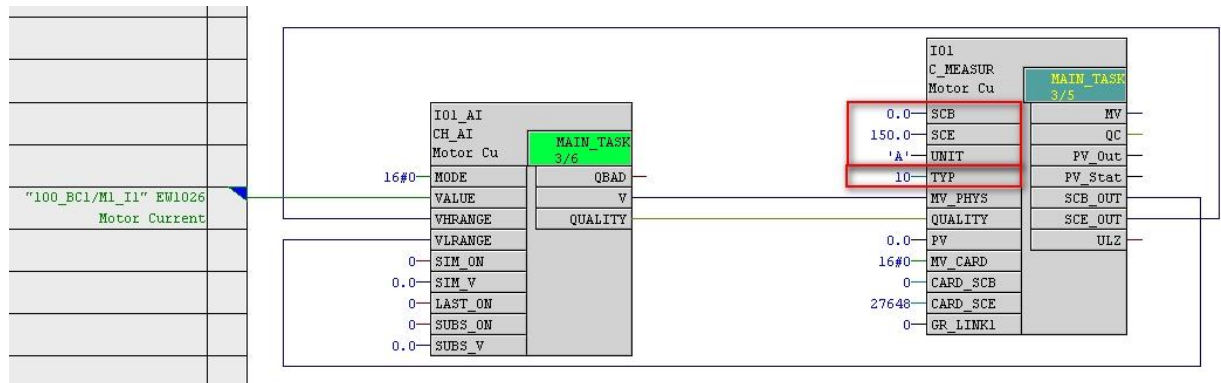 "100_BC1/M1_I1" EW1026
Motor Current
I01_AI
CH_AI
Motor Cu
MAIN_TASK
3/6
16#0 MODE QBAD
VALUE V
VHRANGE QUALITY
VLRANGE
0 SIM_ON
0.0 SIM_V
0 LAST_ON
0 SUBS_ON
0.0 SUBS_V
I01
C_MEASUR
Motor Cu
MAIN_TASK
3/5
0.0 SCB MV
150.0 SCE QC
'A' UNIT PV_Out
10 TYP PV_Stat
MV_PHYS SCB_OUT
QUALITY SCE_OUT
0.0 PV ULZ
16#0 MV_CARD
0 CARD_SCB
27648 CARD_SCE
0 GR_LINK1